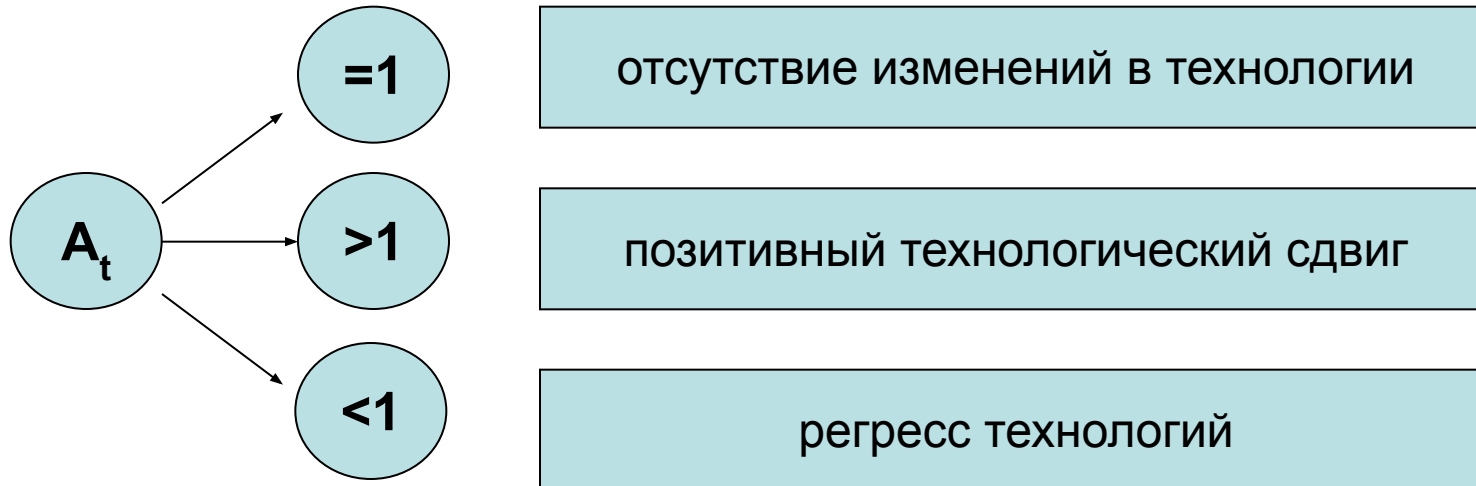 =1
отсутствие изменений в технологии
At
>1
позитивный технологический сдвиг
<1
регресс технологий